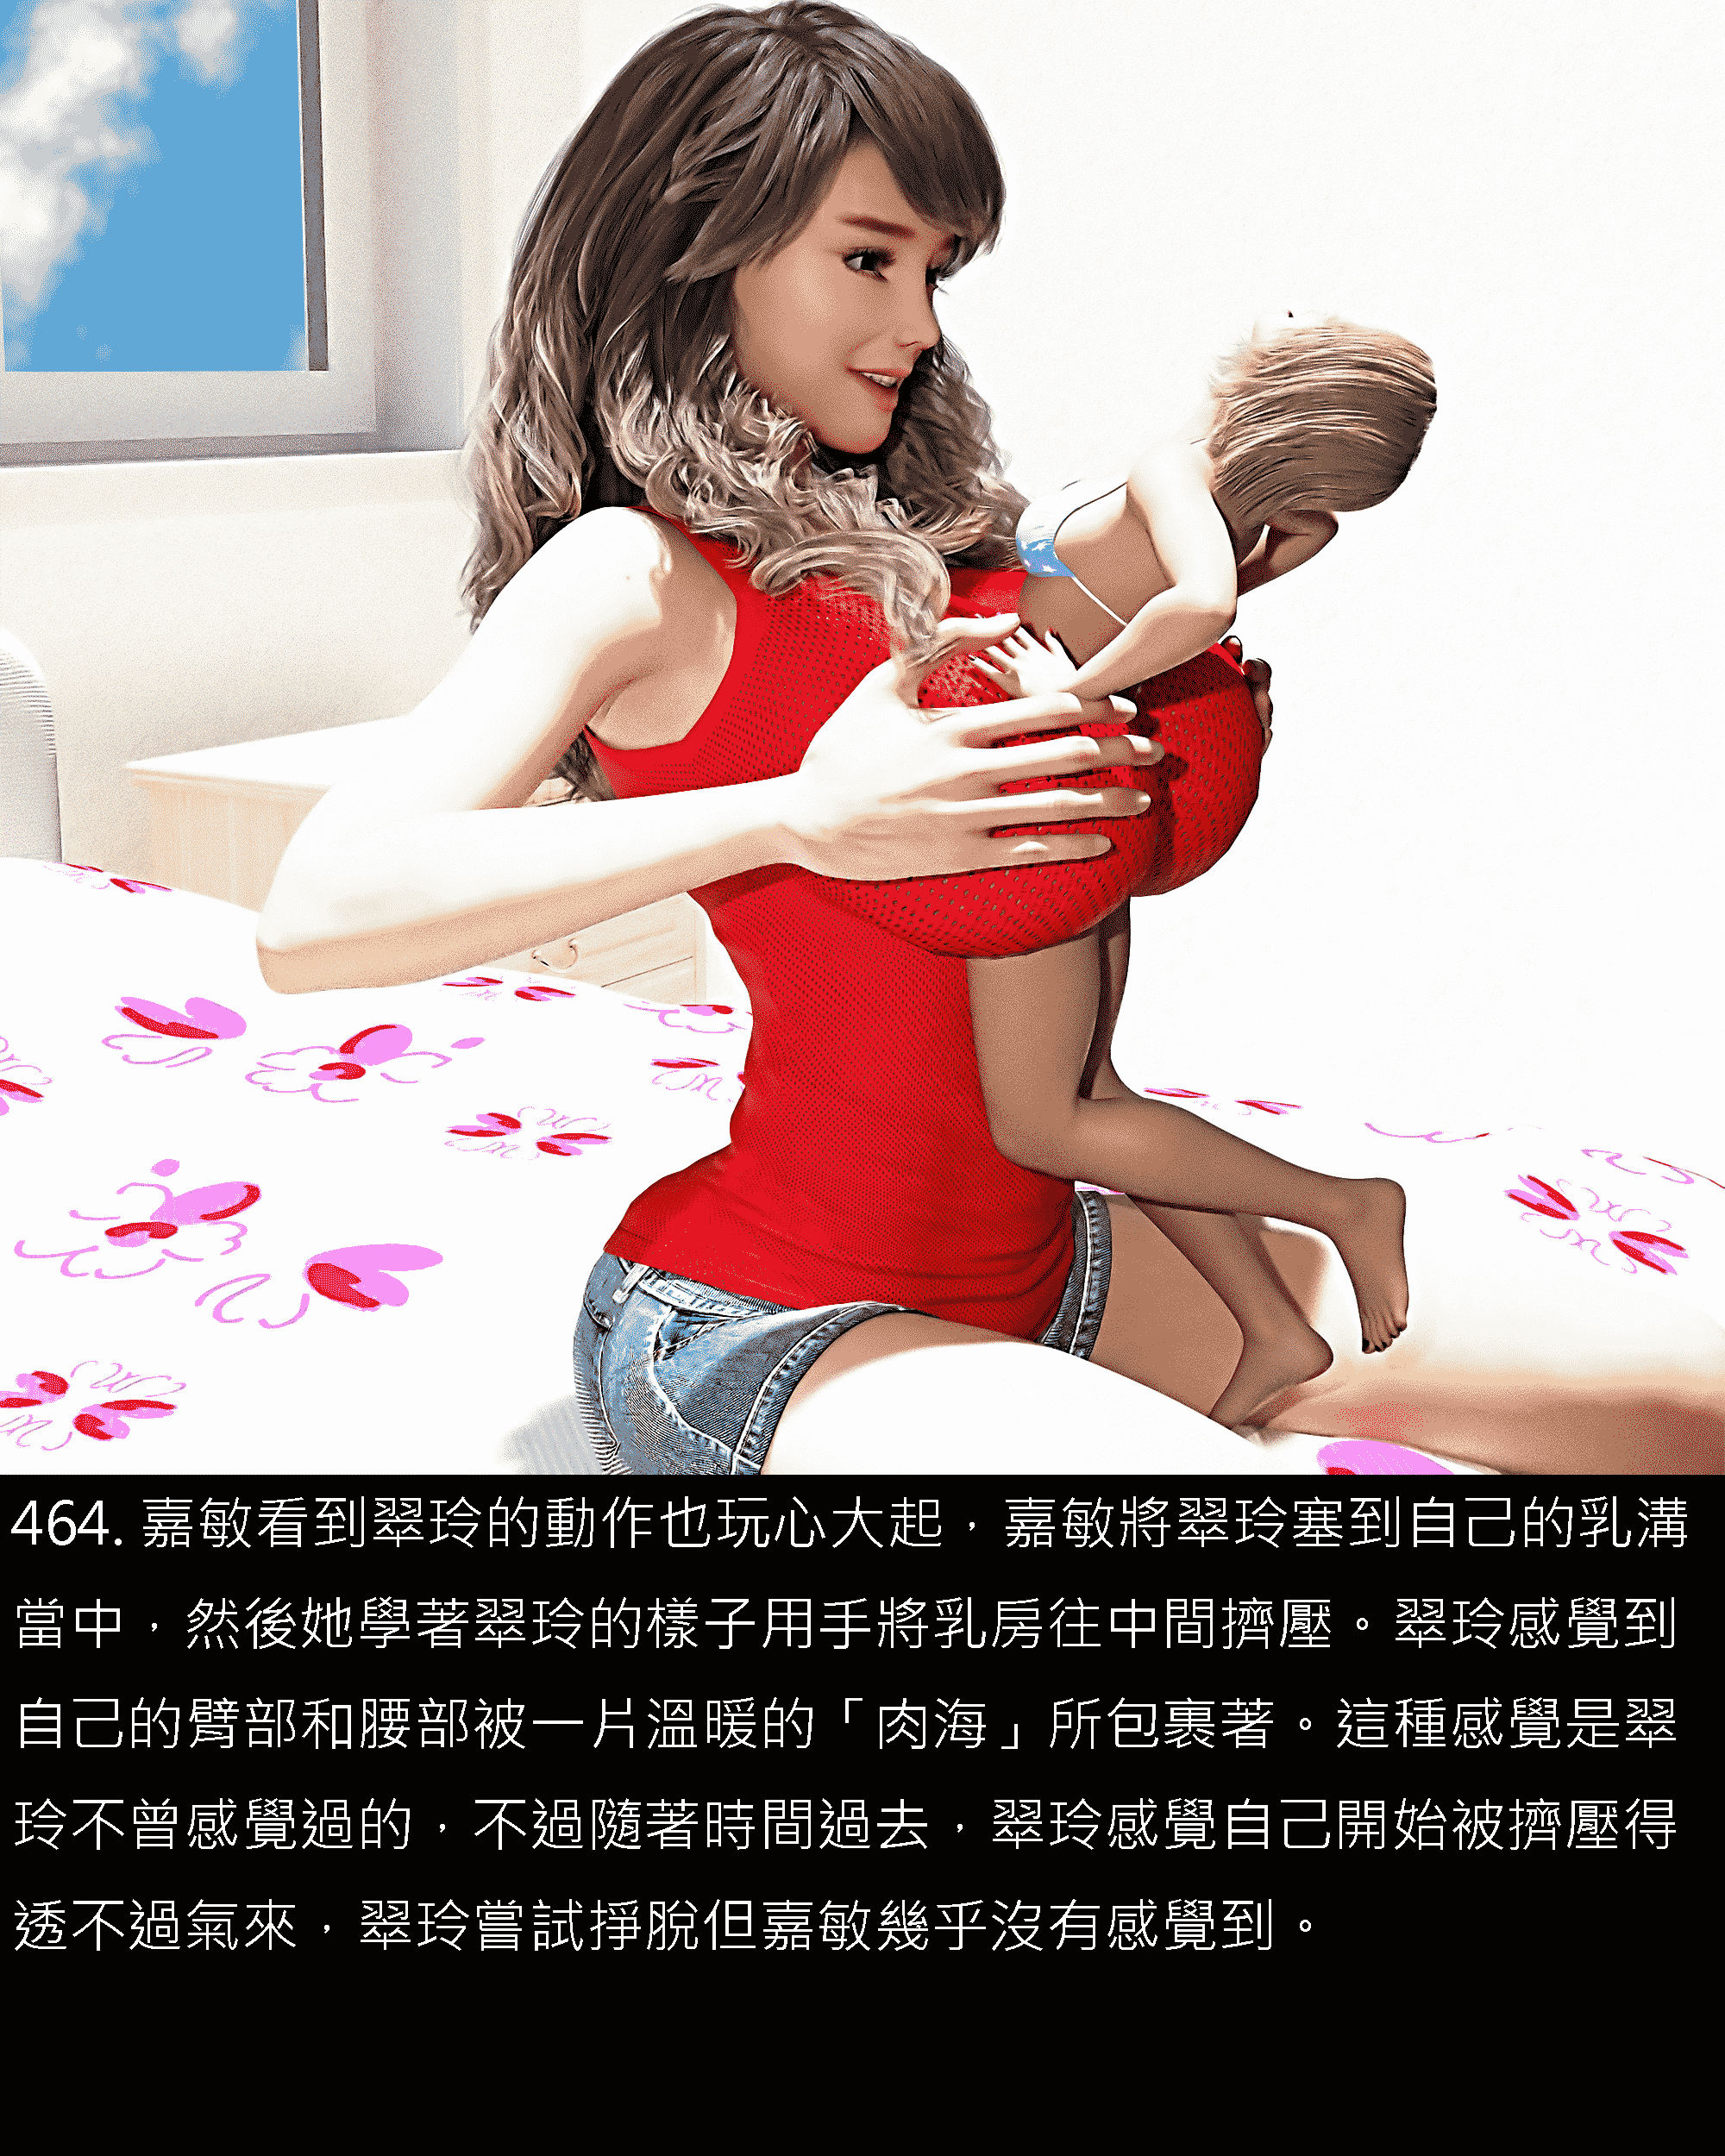 464. 嘉敏看到翠玲的動作也玩心大起，嘉敏將翠玲塞到自己的乳溝
當中，然後她學著翠玲的樣子用手將乳房往中間擠壓。翠玲感覺到
自己的臂部和腰部被一片溫暖的「肉海」所包裹著。這種感覺是翠
玲不曾感覺過的，不過隨著時間過去，翠玲感覺自己開始被擠壓得
透不過氣來，翠玲嘗試掙脫但嘉敏幾乎沒有感覺到。